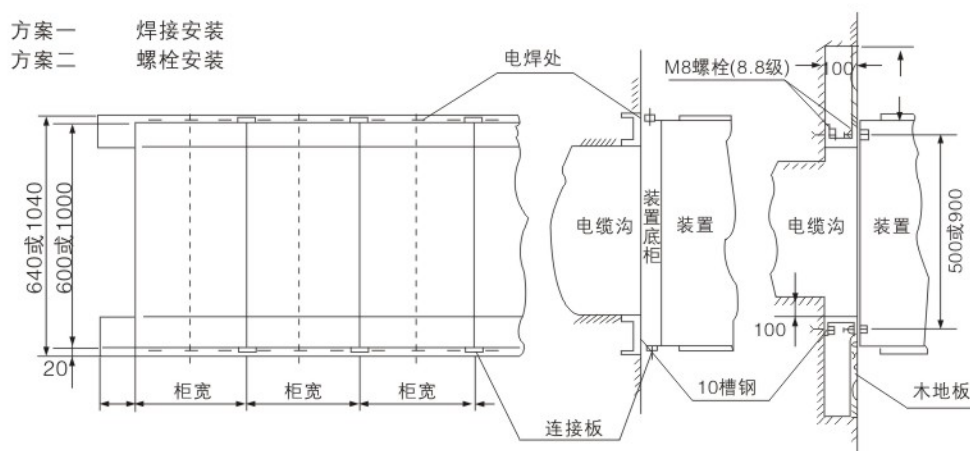 方案一 焊接安装
方案二 螺栓安装
电焊处
M8螺栓(8.8级)
100
640或1040
600或1000
20
电缆沟
装置底柜
装置
电缆沟
装置
500或900
100
柜宽
柜宽
柜宽
连接板
10槽钢
木地板